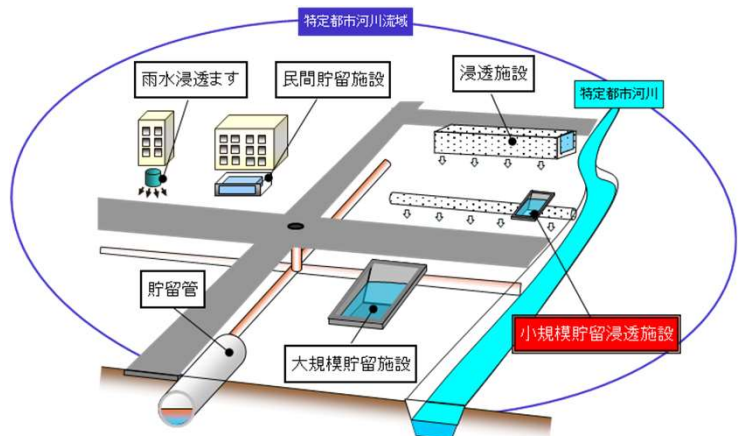 特定都市河川流域
雨水浸透ます
民間貯留施設
浸透施設
特定都市河川
貯留管
大規模貯留施設
小規模貯留浸透施設